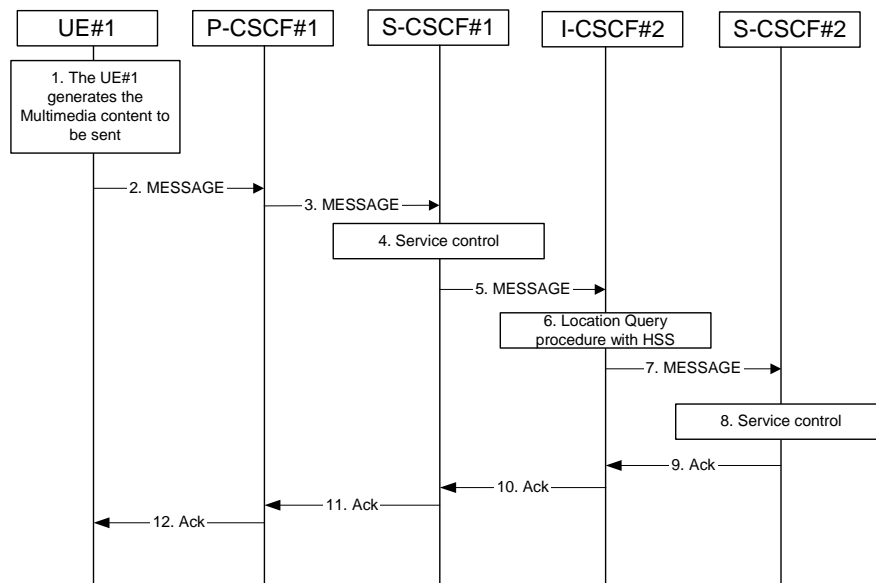 UE#1
P-CSCF#1
S-CSCF#1
I-CSCF#2
S-CSCF#2
1. The UE#1
generates the
Multimedia content to
be sent
2. MESSAGE
3. MESSAGE
4. Service control
5. MESSAGE
6. Location Query
procedure with HSS
7. MESSAGE
8. Service control
9. Ack
10. Ack
11. Ack
12. Ack